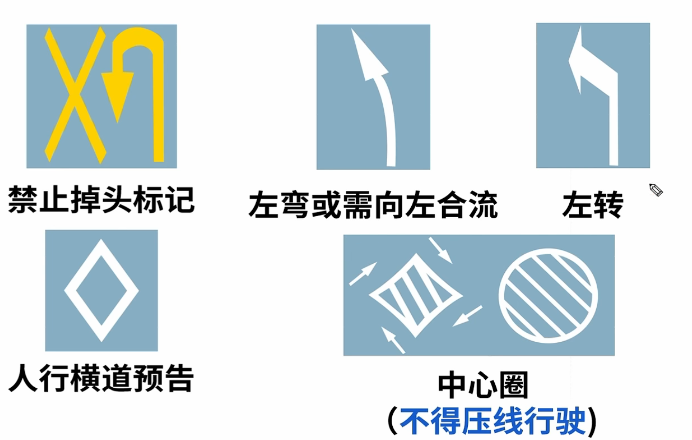 禁止掉头标记
左弯或需向左合流
左转
人行横道预告
中心圈
（不得压线行驶)